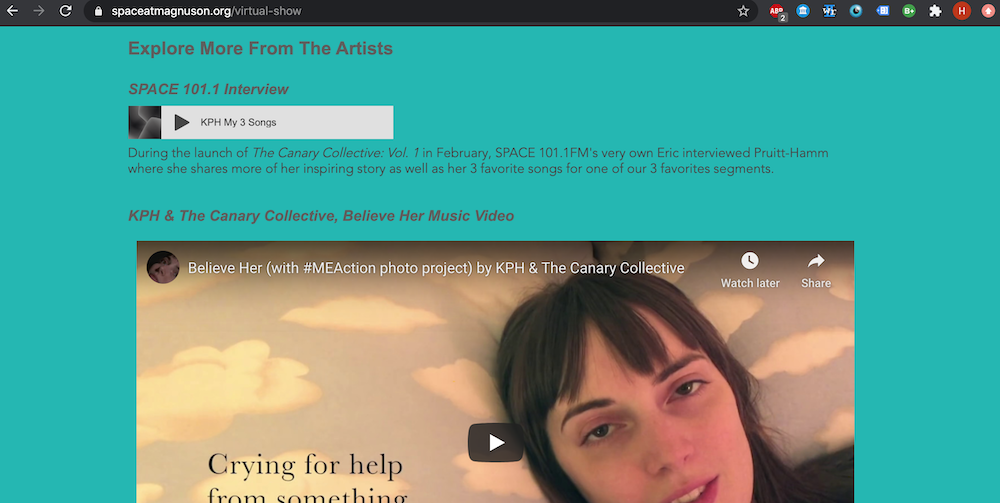 spaceatmagnuson.org/virtual-show
ABP
2
B+
H
Explore More From The Artists
SPACE 101.1 Interview
KPH My 3 Songs
During the launch of The Canary Collective: Vol. 1 in February, SPACE 101.1FM's very own Eric interviewed Pruitt-Hamm
where she shares more of her inspiring story as well as her 3 favorite songs for one of our 3 favorites segments.
KPH & The Canary Collective, Believe Her Music Video
Believe Her (with #MEAction photo project) by KPH & The Canary Collective
Watch later
Share
Crying for help
from something